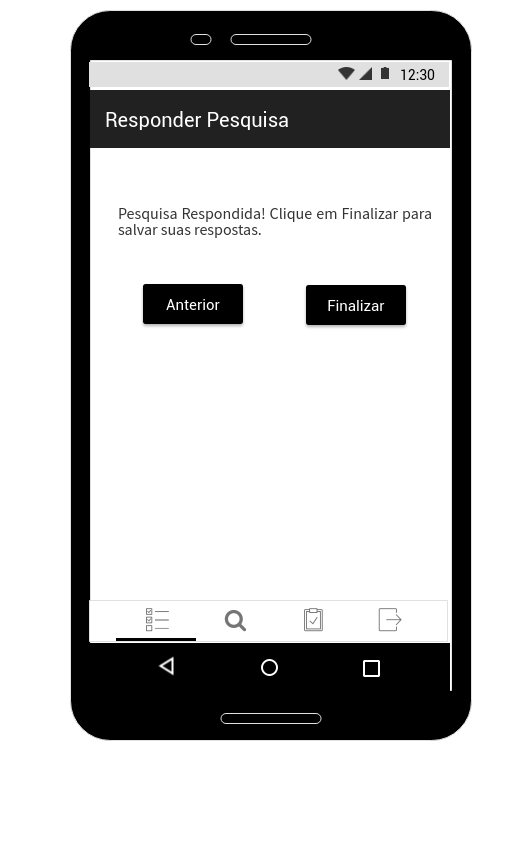 12:30
Responder Pesquisa
Pesquisa Respondida! Clique em Finalizar para
salvar suas respostas.
Anterior
Finalizar